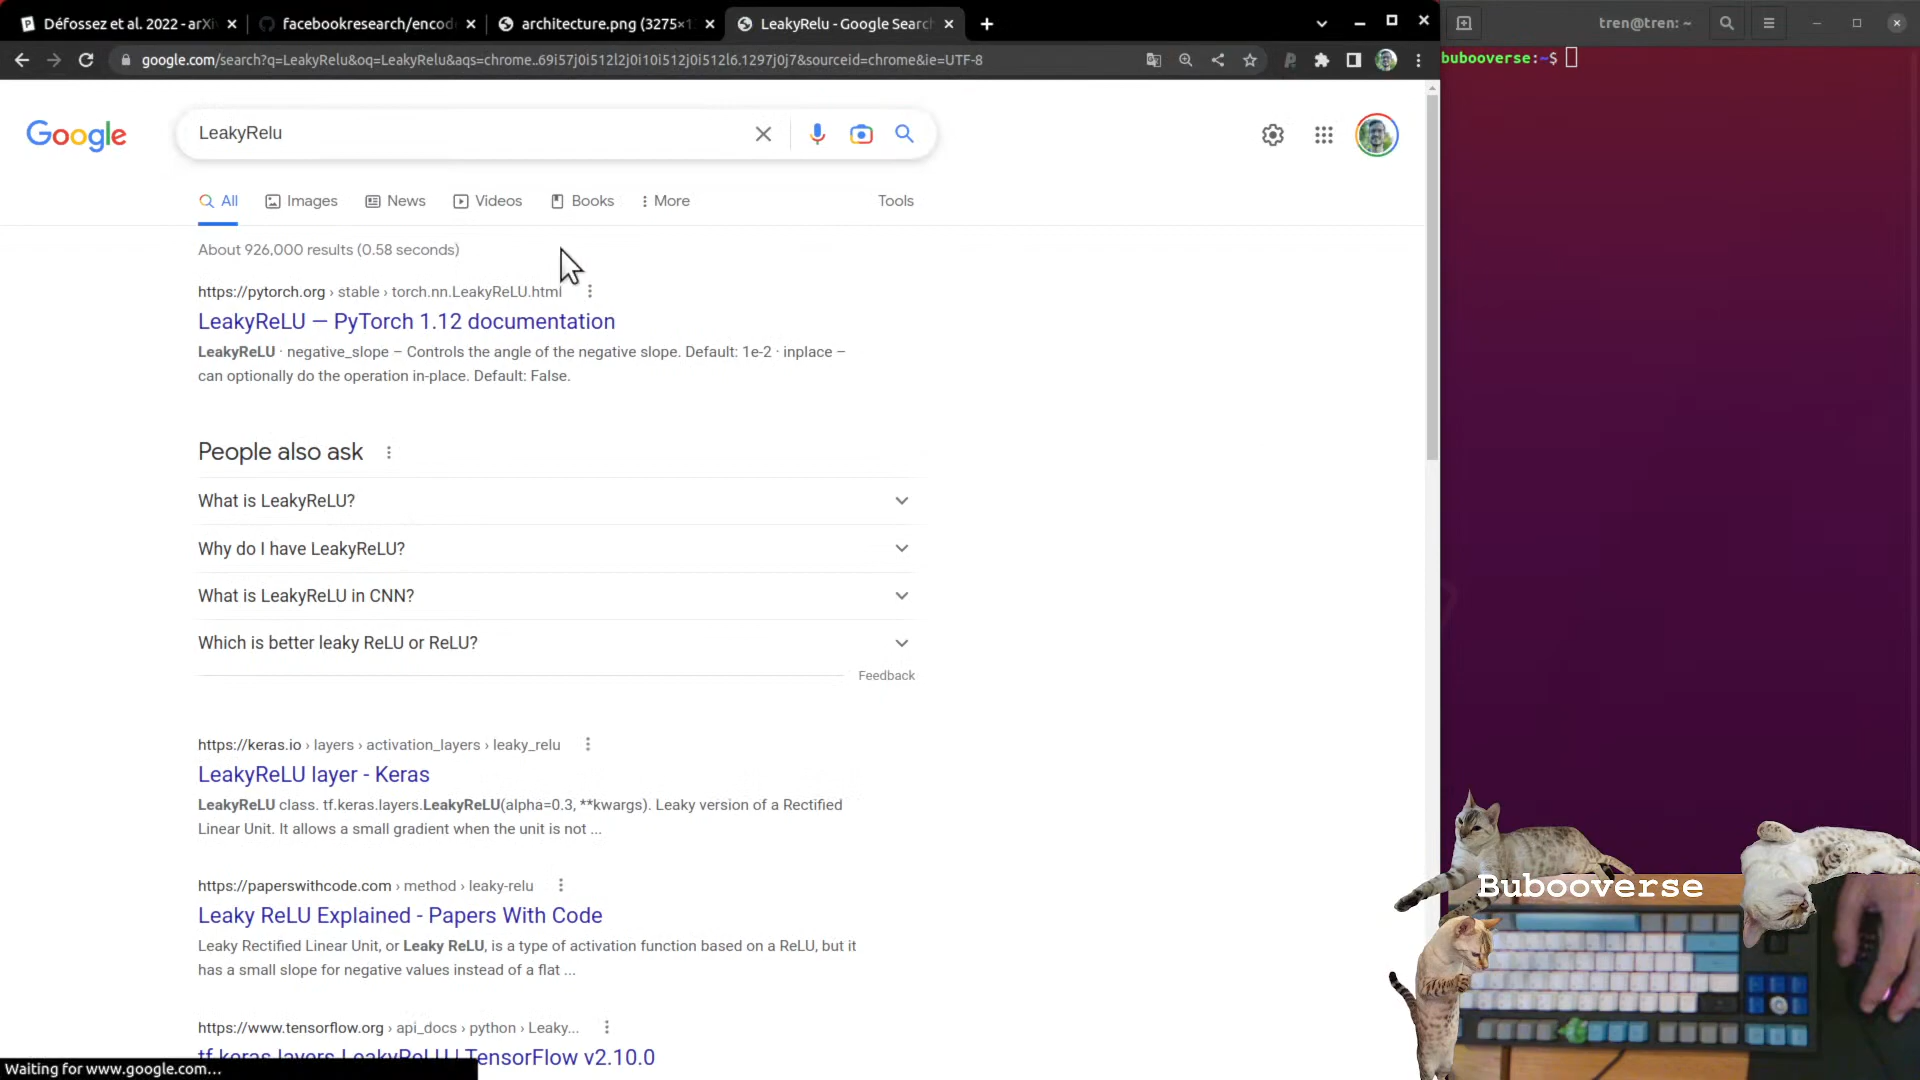 Défossez et al. 2022 - arXi
facebookresearch/encod
architecture.png (3275×1
LeakyRelu - Google Search
tren@tren: ~
google.com/search?q=LeakyRelu&oq=LeakyRelu&aqs=chrome..69i57j0i512l2j0i10i512j0i512l6.1297j0j7&sourceid=chrome&ie=UTF-8
bubooverse:~$
Google
LeakyRelu
All
Images
News
Videos
Books
More
Tools
About 926,000 results (0.58 seconds)
https://pytorch.org › stable › torch.nn.LeakyReLU.html
LeakyReLU — PyTorch 1.12 documentation
LeakyReLU · negative_slope – Controls the angle of the negative slope. Default: 1e-2 · inplace –
can optionally do the operation in-place. Default: False.
People also ask
What is LeakyReLU?
Why do I have LeakyReLU?
What is LeakyReLU in CNN?
Which is better leaky ReLU or ReLU?
Feedback
https://keras.io › layers › activation_layers › leaky_relu
LeakyReLU layer - Keras
LeakyReLU class. tf.keras.layers.LeakyReLU(alpha=0.3, **kwargs). Leaky version of a Rectified
Linear Unit. It allows a small gradient when the unit is not ...
https://paperswithcode.com › method › leaky-relu
Leaky ReLU Explained - Papers With Code
Leaky Rectified Linear Unit, or Leaky ReLU, is a type of activation function based on a ReLU, but it
has a small slope for negative values instead of a flat ...
https://www.tensorflow.org › api_docs › python › Leaky...
tf.keras.layers.LeakyReLU | TensorFlow v2.10.0
Waiting for www.google.com...
Bubooverse